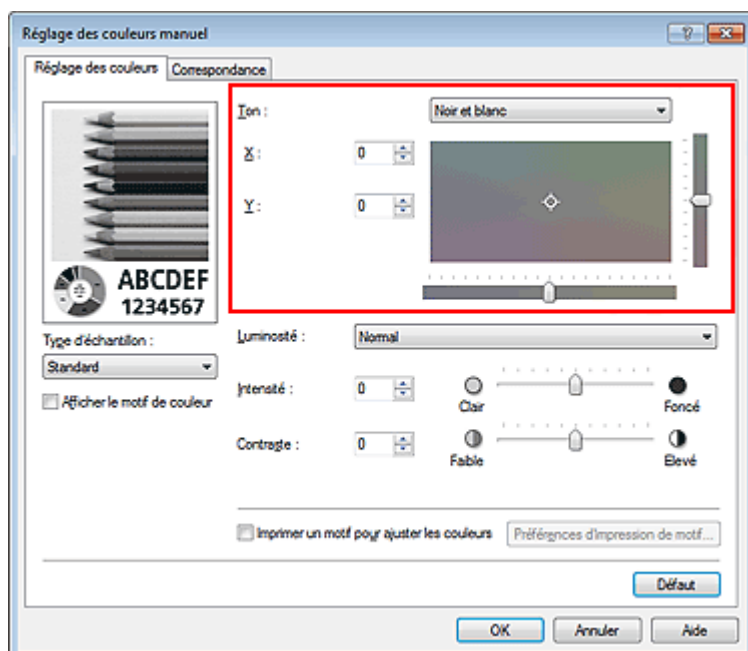 Réglage des couleurs manuel
Réglage des couleurs
Correspondance
ABCDEF
1234567
Type d'échantillon :
Standard
Afficher le motif de couleur
Ton :
Noir et blanc
X :
0
Y :
0
Luminosité :
Normal
Intensité :
0
Clair
Foncé
Contraste :
0
Faible
Élevé
Imprimer un motif pour ajuster les couleurs
Préférences d'impression de motif...
Défaut
OK
Annuler
Aide